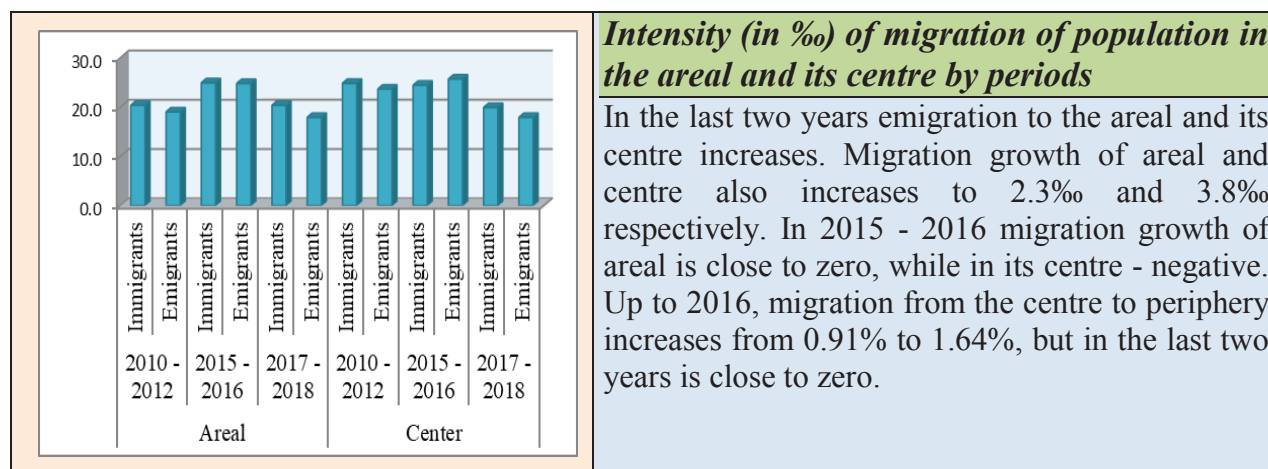 30.0
20.0
10.0
0.0
Immigrants
Emigrants
Immigrants
Emigrants
Immigrants
Emigrants
Immigrants
Emigrants
Immigrants
Emigrants
Immigrants
Emigrants
2010 - 2015 - 2017 - 2010 - 2015 - 2017 -
2012 2016 2018 2012 2016 2018
Areal Center
Intensity (in ‰) of migration of population in
the areal and its centre by periods
In the last two years emigration to the areal and its
centre increases. Migration growth of areal and
centre also increases to 2.3‰ and 3.8‰
respectively. In 2015 - 2016 migration growth of
areal is close to zero, while in its centre - negative.
Up to 2016, migration from the centre to periphery
increases from 0.91% to 1.64%, but in the last two
years is close to zero.